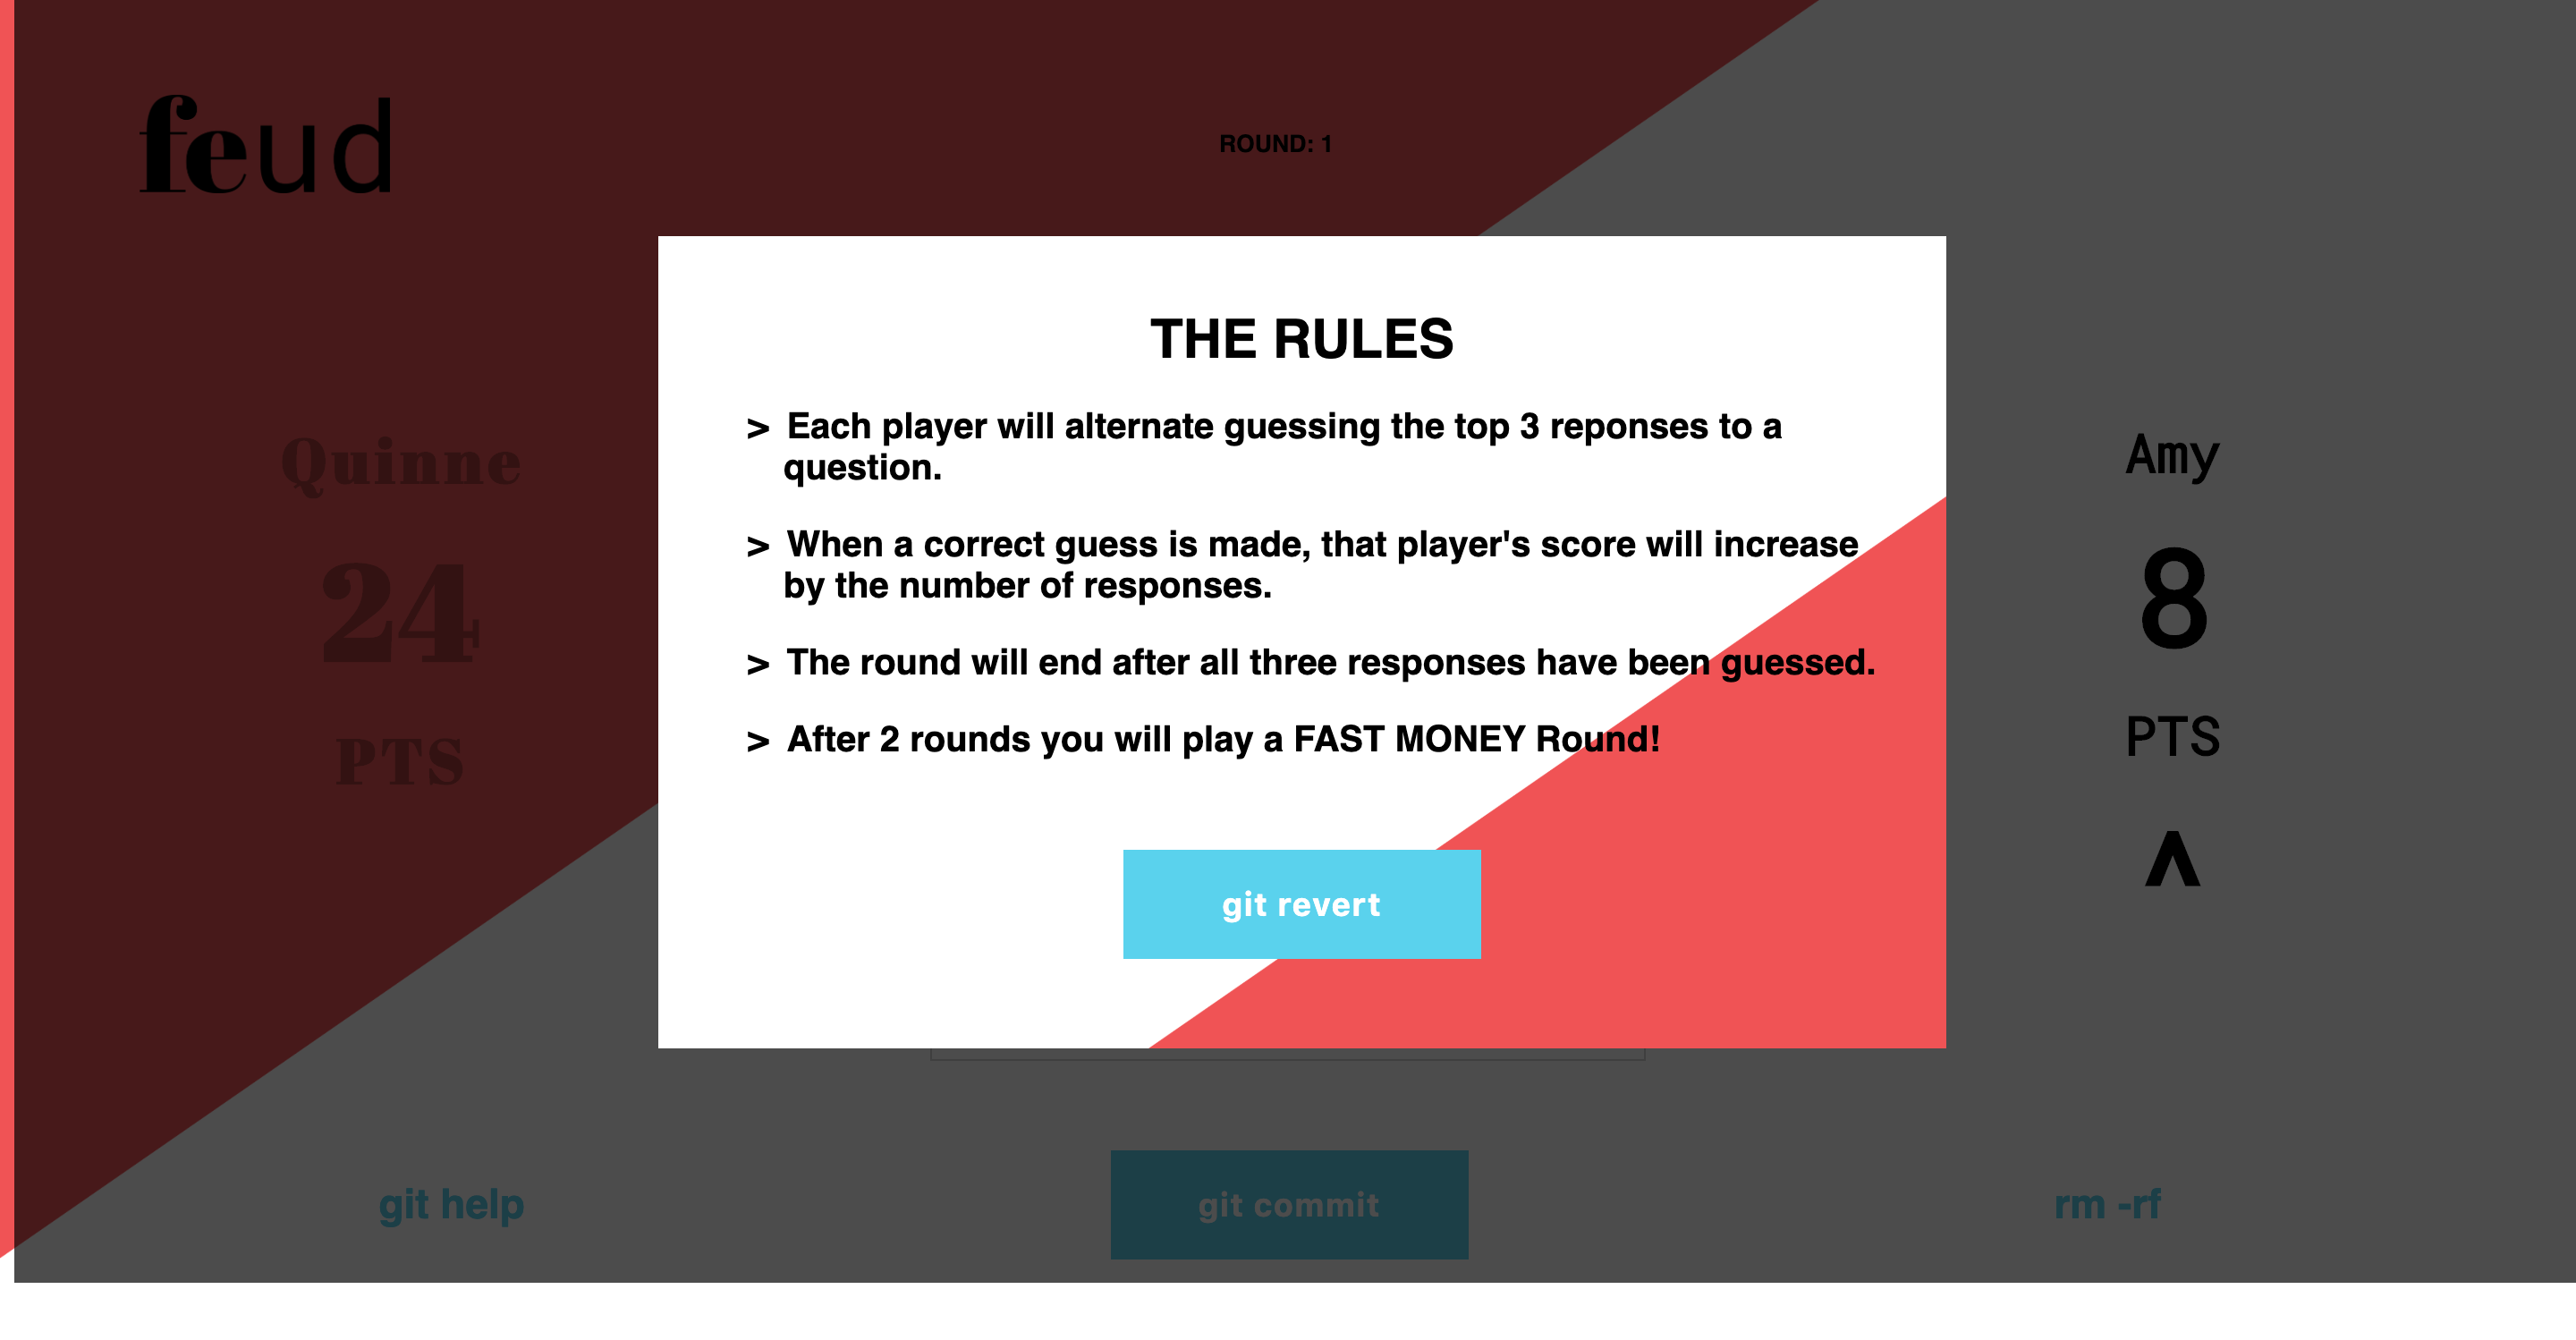 feud
ROUND: 1
THE RULES
> Each player will alternate guessing the top 3 reponses to a
question.
> When a correct guess is made, that player's score will increase
by the number of responses.
> The round will end after all three responses have been guessed.
> After 2 rounds you will play a FAST MONEY Round!
git revert
Quinne
24
PTS
Amy
8
PTS
^
git help
git commit
rm -rf